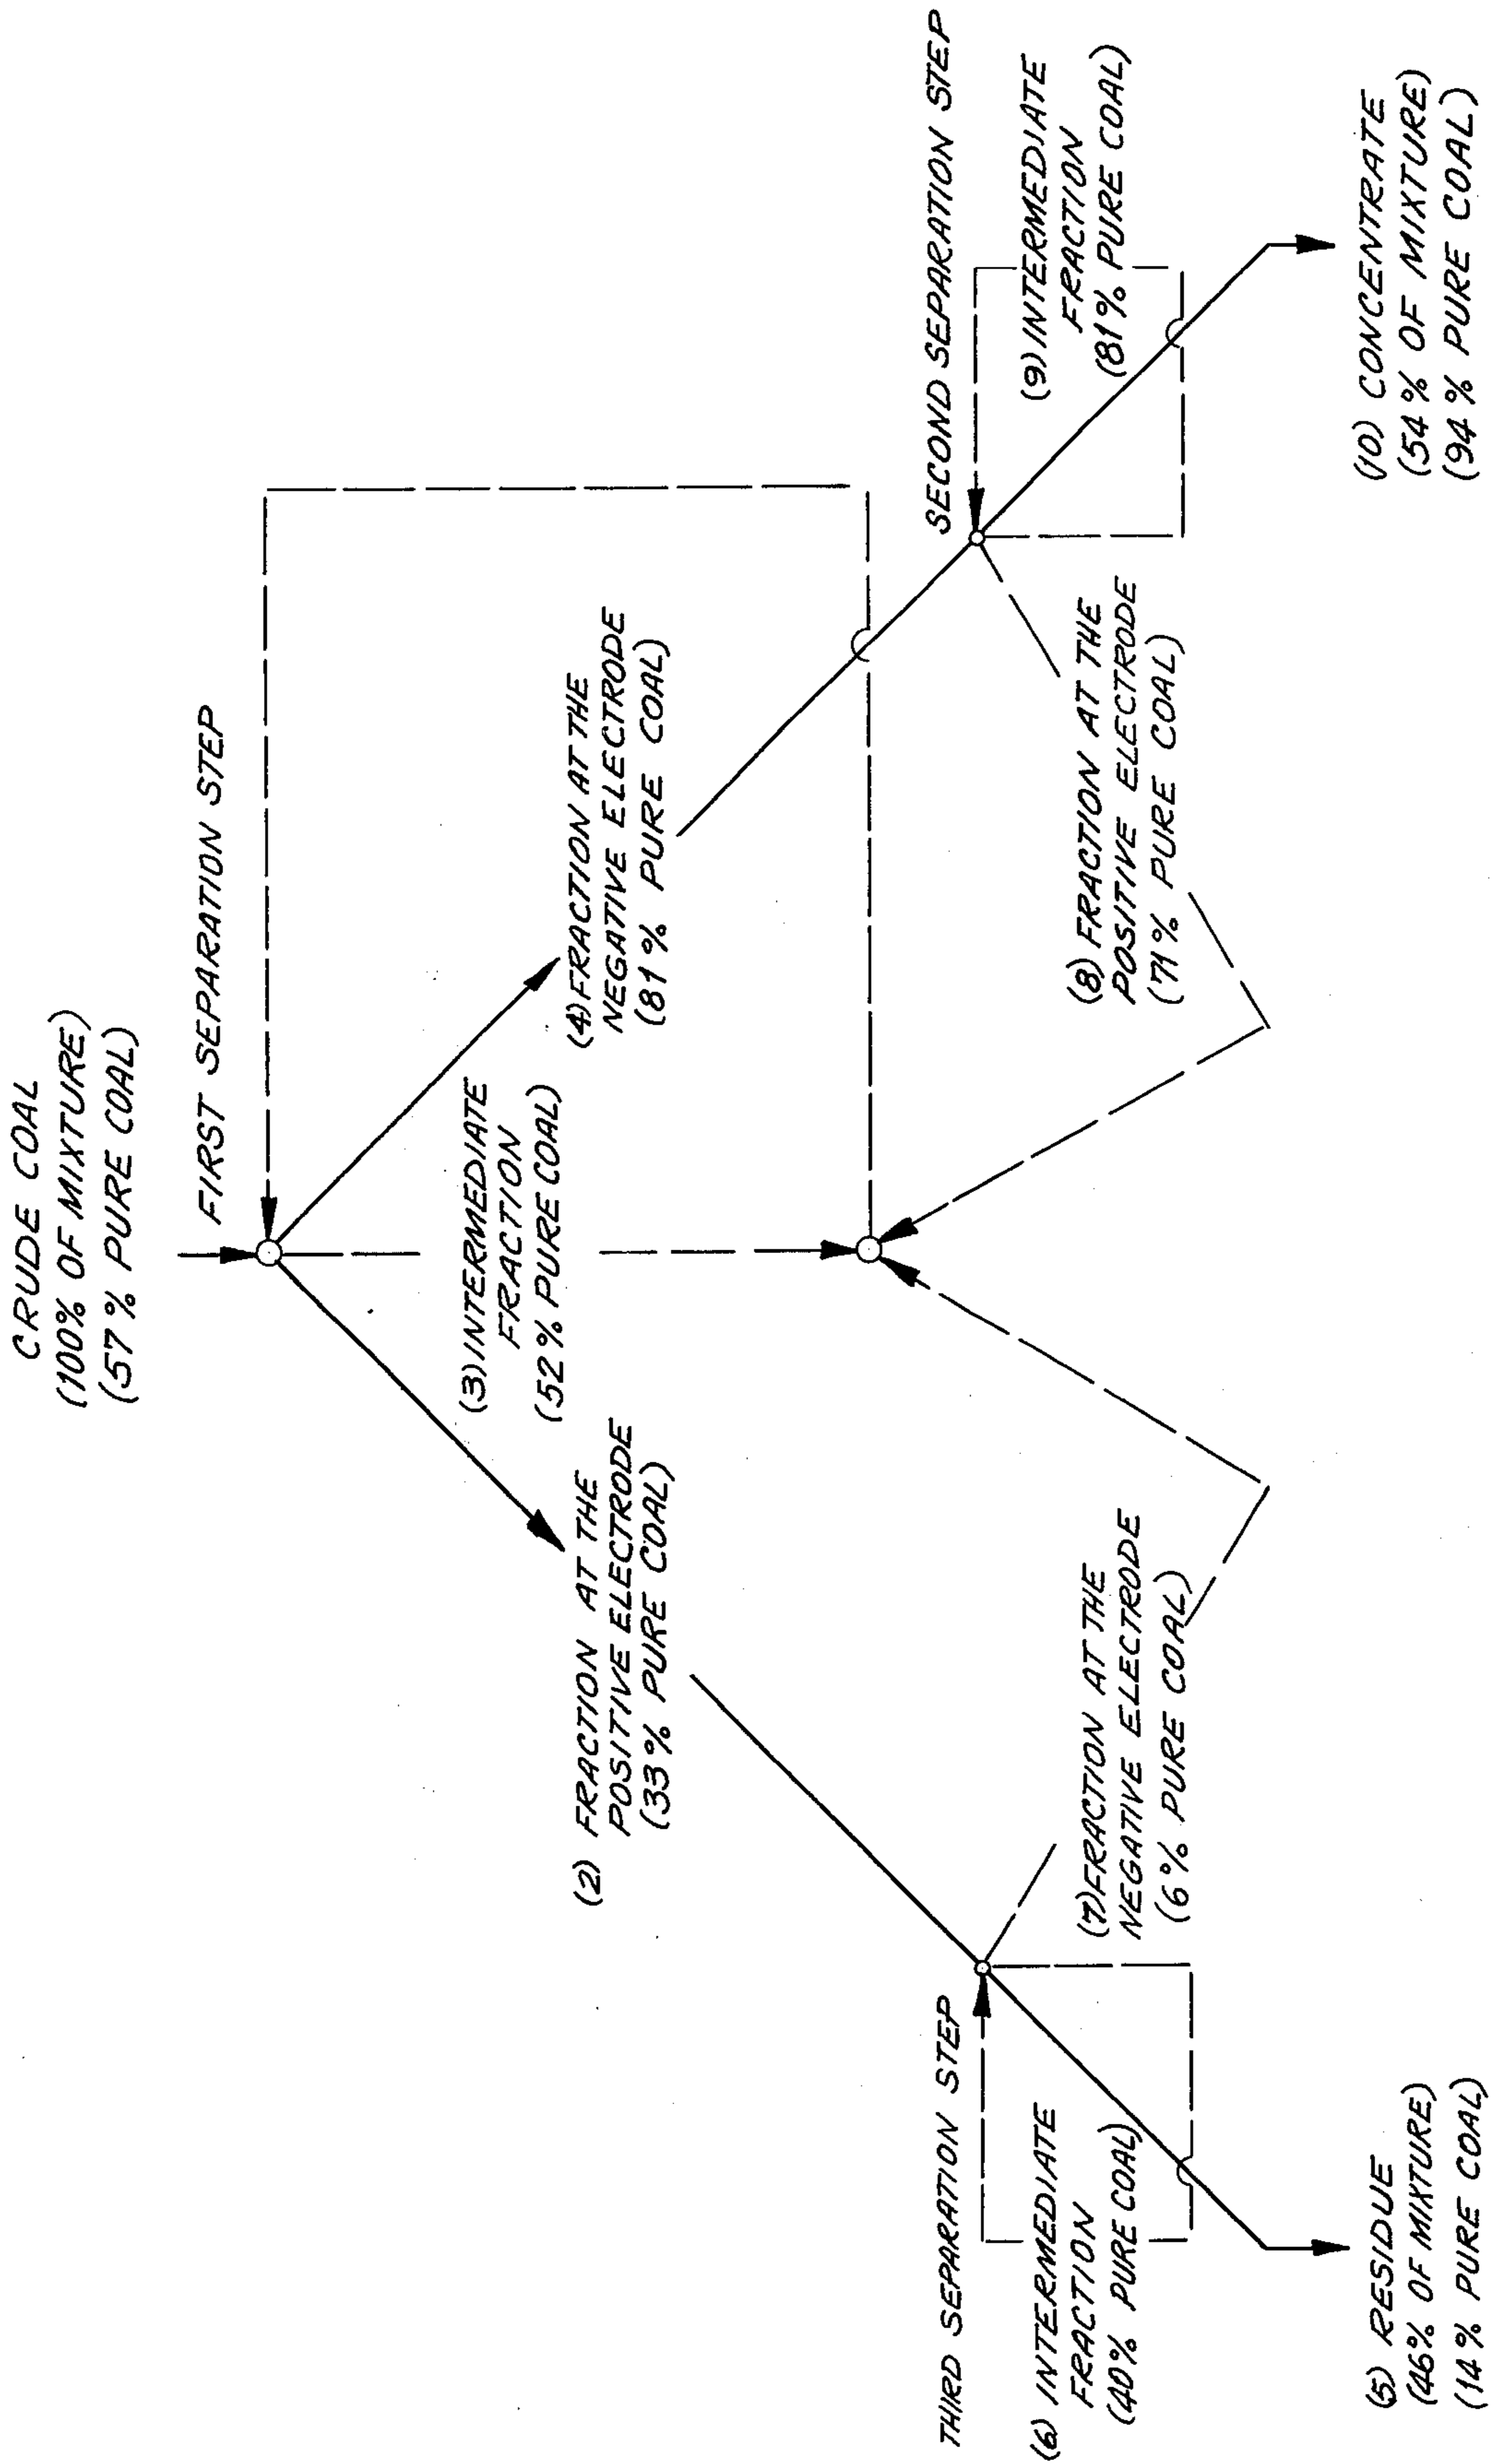 CRUDE COAL
(100% OF MIXTURE)
(57% PURE COAL)
FIRST SEPARATION STEP
(3) INTERMEDIATE
FRACTION
(52% PURE COAL)
(2) FRACTION AT THE
POSITIVE ELECTRODE
(33% PURE COAL)
(4) FRACTION AT THE
NEGATIVE ELECTRODE
(81% PURE COAL)
THIRD SEPARATION STEP
(6) INTERMEDIATE
FRACTION
(40% PURE COAL)
(7) FRACTION AT THE
NEGATIVE ELECTRODE
(6% PURE COAL)
(8) FRACTION AT THE
POSITIVE ELECTRODE
(71% PURE COAL)
SECOND SEPARATION STEP
(9) INTERMEDIATE
FRACTION
(81% PURE COAL)
(5) RESIDUE
(46% OF MIXTURE)
(14% PURE COAL)
(10) CONCENTRATE
(54% OF MIXTURE)
(94% PURE COAL)